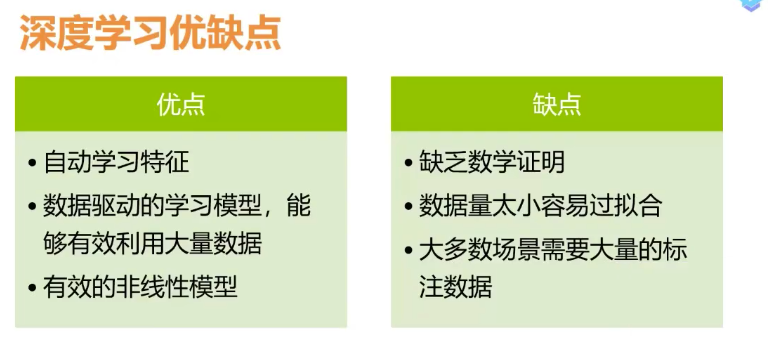 深度学习优缺点
优点
• 自动学习特征
• 数据驱动的学习模型，能
够有效利用大量数据
• 有效的非线性模型
缺点
• 缺乏数学证明
• 数据量太小容易过拟合
• 大多数场景需要大量的标
注数据